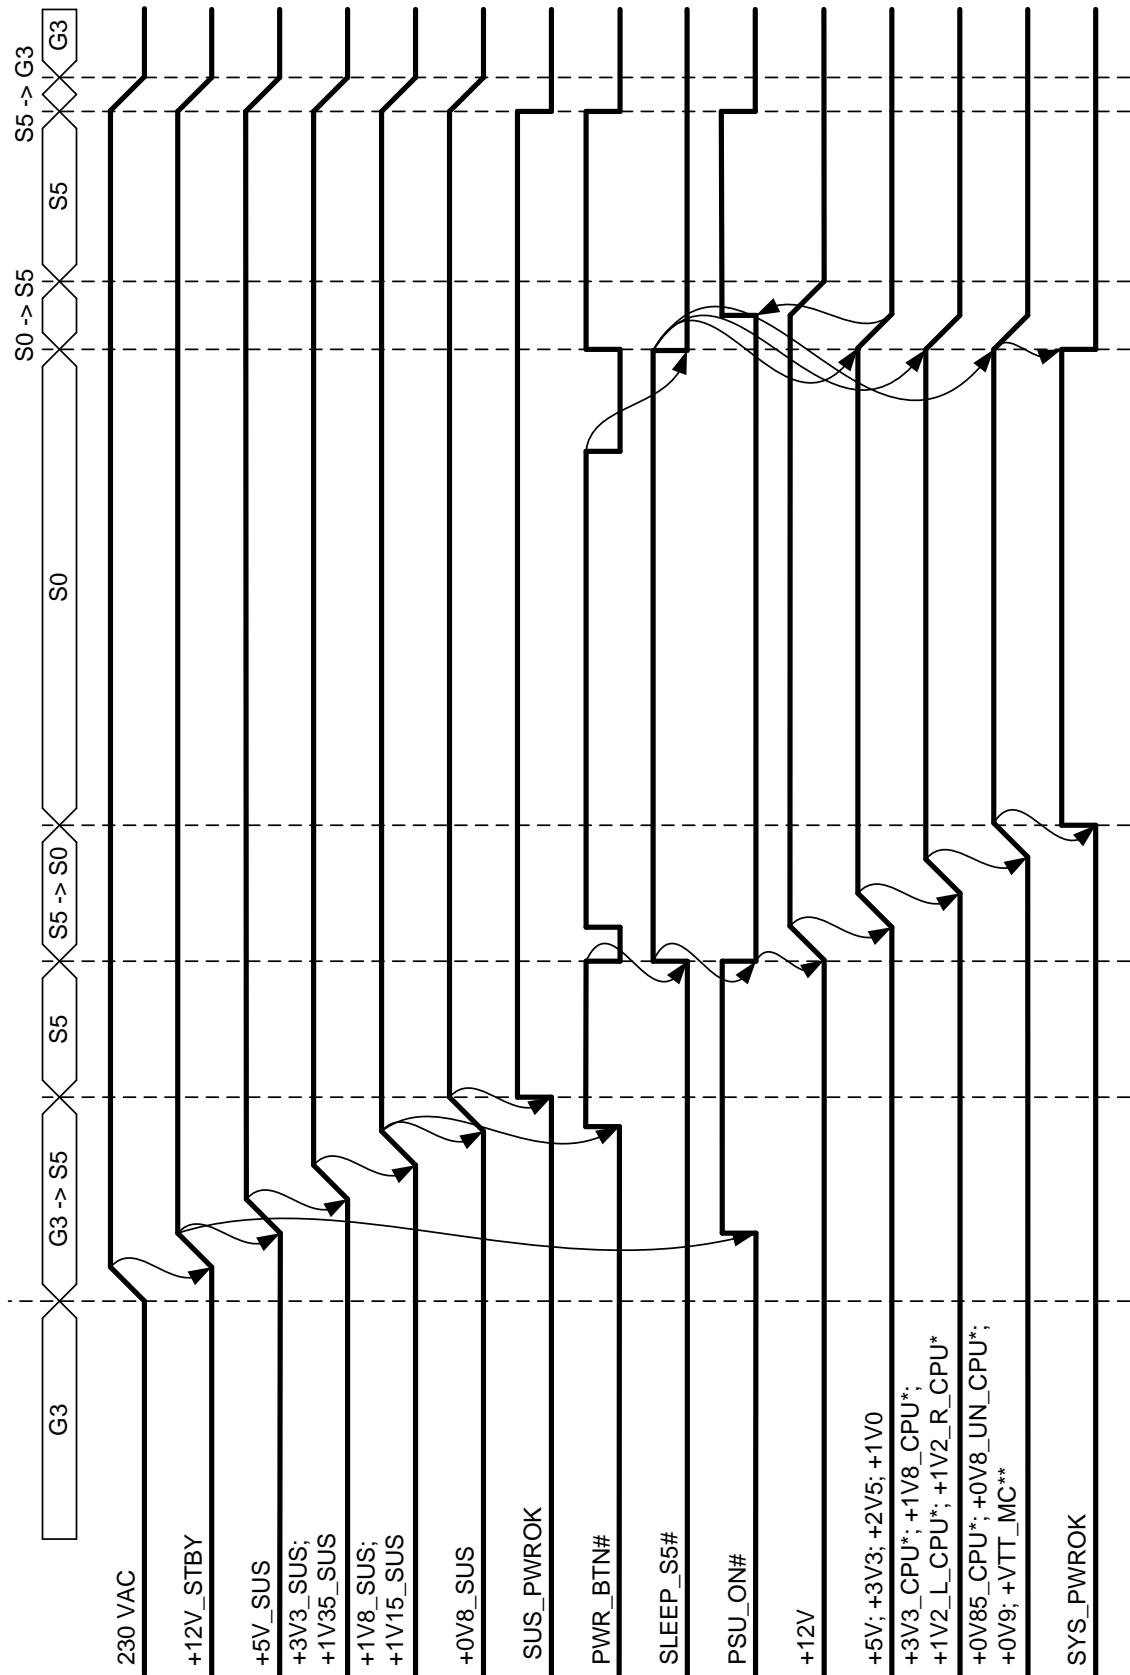 G3
G3 -> S5
S5
S5 -> S0
S0
S0 -> S5
S5
S5 -> G3
G3
230 VAC
+12V_STBY
+5V_SUS
+3V3_SUS;
+1V35_SUS
+1V8_SUS;
+1V15_SUS
+0V8_SUS
SUS_PWROK
PWR_BTN#
SLEEP_S5#
PSU_ON#
+12V
+5V; +3V3; +2V5; +1V0
+3V3_CPU*; +1V8_CPU*;
+1V2_L_CPU*; +1V2_R_CPU*
+0V85_CPU*; +0V8_UN_CPU*;
+0V9; +VTT_MC**
SYS_PWROK